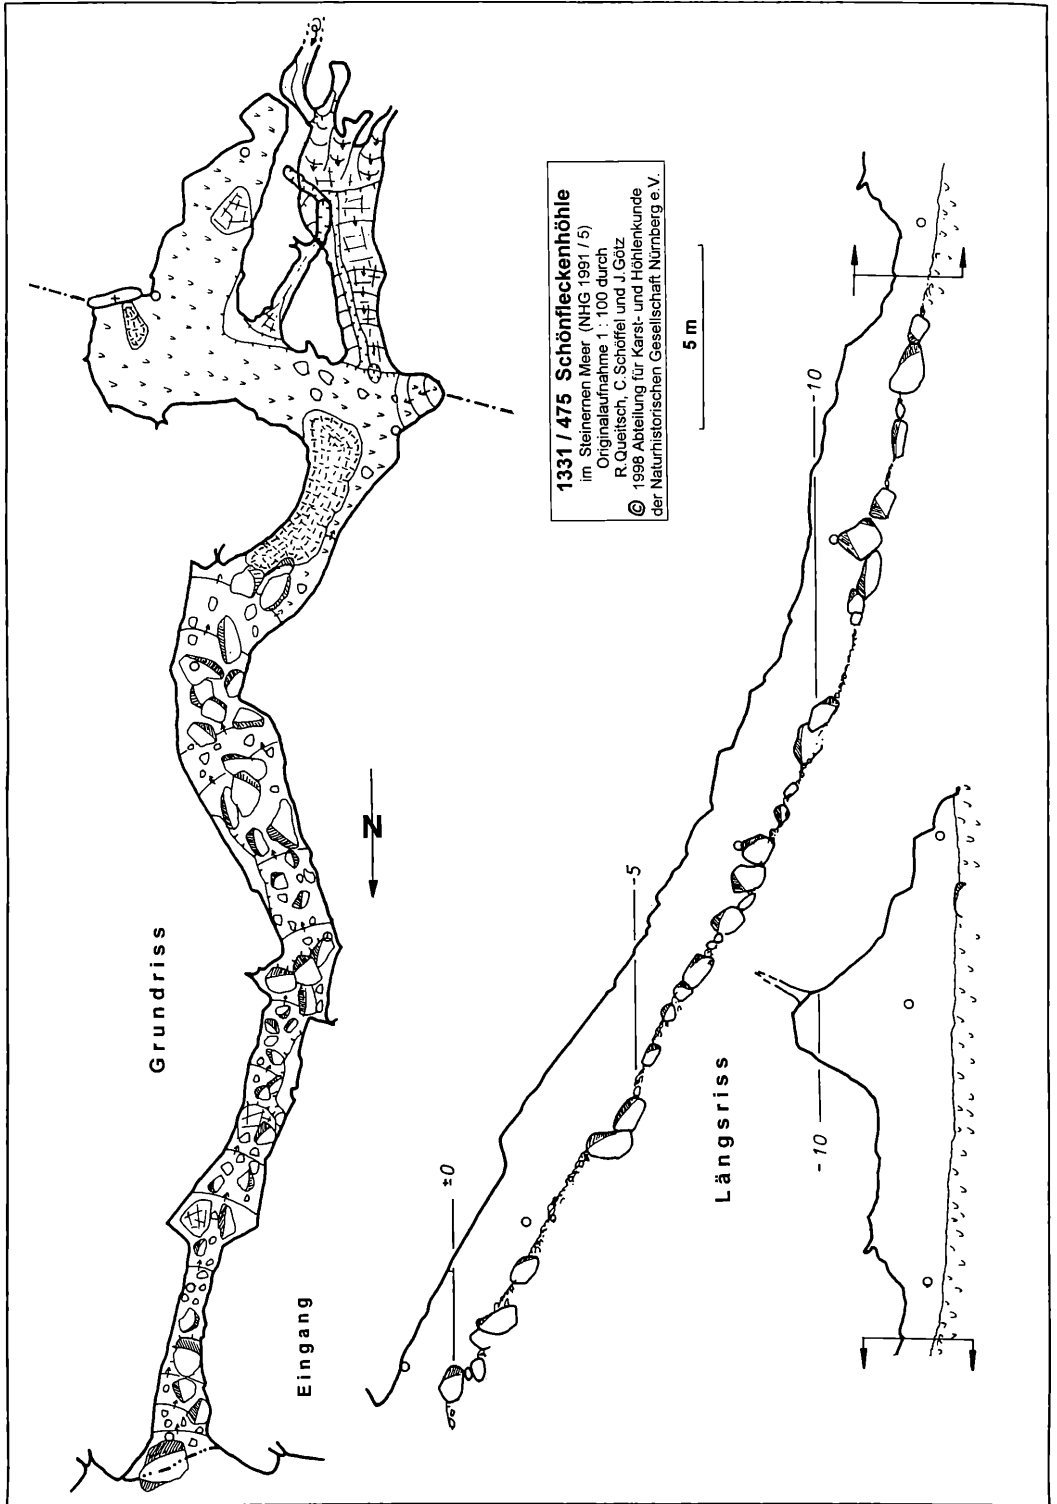 Grundriss
Eingang
N
1331 / 475 Schönfleckenhöhle
im Steinernen Meer (NHG 1991 / 5)
Originalaufnahme 1 : 100 durch
R.Queitsch, C.Schöffel und J.Götz
© 1998 Abteilung für Karst- und Höhlenkunde
der Naturhistorischen Gesellschaft Nürnberg e.V.
5 m
Längsriss
±0
-5
-10
-10